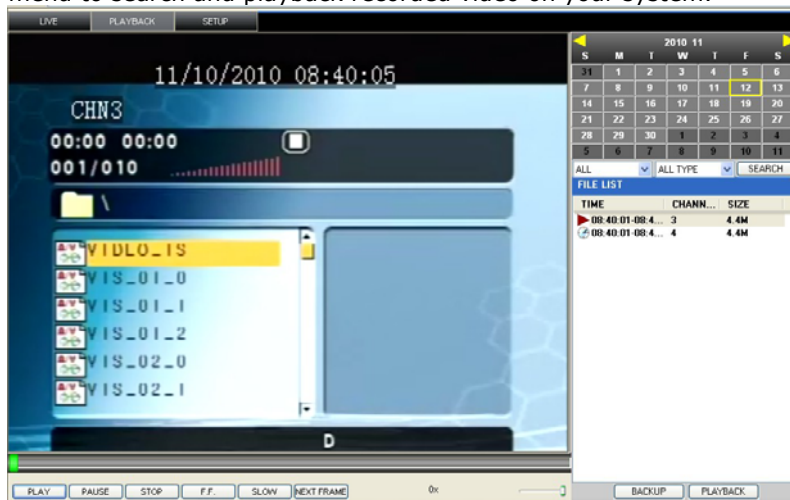 menu to search and playback recorded video on your system.
LIVE PLAYBACK SETUP
11/10/2010 08:40:05
CHN3
00:00 00:00
001/010
\
VIDEO_TS
VTS_01_0
VTS_01_1
VTS_01_2
VTS_02_0
VTS_02_1
D
PLAY PAUSE STOP F.F. SLOW NEXT FRAME 0x
2010 11
S M T W T F S
31 1 2 3 4 5 6
7 8 9 10 11 12 13
14 15 16 17 18 19 20
21 22 23 24 25 26 27
28 29 30 1 2 3 4
5 6 7 8 9 10 11
ALL ALL TYPE SEARCH
FILE LIST
TIME CHANN... SIZE
08:40:01-08:4... 3 4.4M
08:40:01-08:4... 4 4.4M
BACKUP PLAYBACK